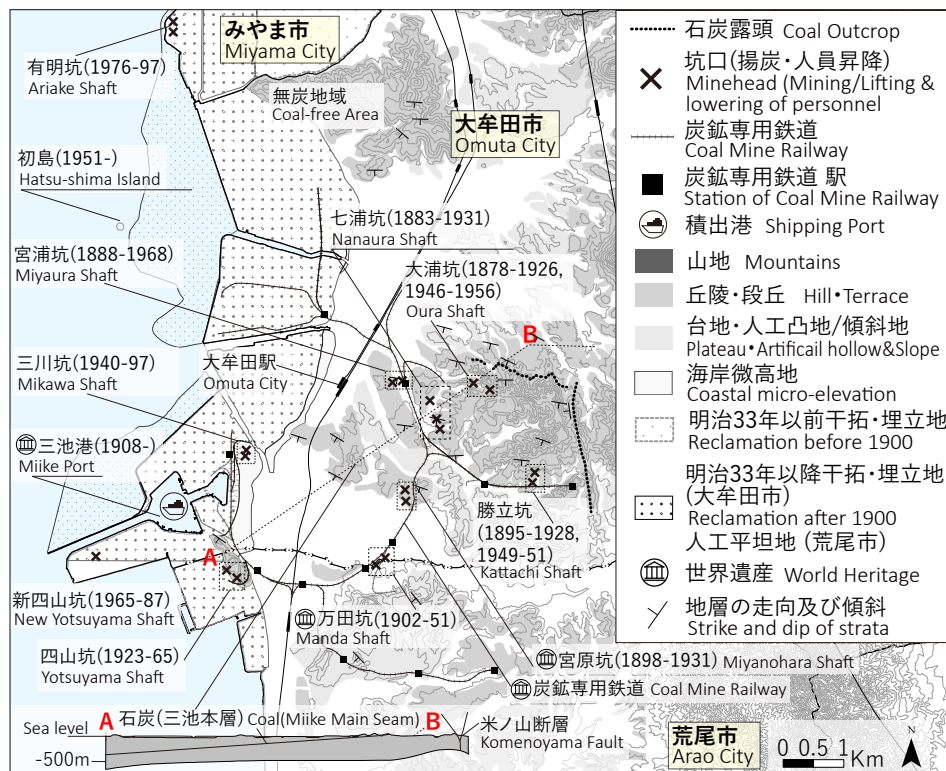 みやま市
Miyama City
有明坑(1976-97)
Ariake Shaft
無炭地域
Coal-free Area
大牟田市
Omuta City
初島(1951-)
Hatsu-shima Island
七浦坑(1883-1931)
Nanaura Shaft
宮浦坑(1888-1968)
Miyaura Shaft
大浦坑(1878-1926,
1946-1956)
Oura Shaft
B
三川坑(1940-97)
Mikawa Shaft
大牟田駅
Omuta City
三池港(1908-)
Miike Port
勝立坑
(1895-1928,
1949-51)
Kattachi Shaft
A
新四山坑(1965-87)
New Yotsuyama Shaft
万田坑(1902-51)
Manda Shaft
四山坑(1923-65)
Yotsuyama Shaft
宮原坑(1898-1931) Miyanohara Shaft
炭鉱専用鉄道 Coal Mine Railway
Sea level
A 石炭(三池本層) Coal(Miike Main Seam) B
-500m
米ノ山断層
Komenoyama Fault
荒尾市
Arao City
0 0.5 1
Km
N
石炭露頭 Coal Outcrop
坑口(揚炭・人員昇降)
Minehead (Mining/Lifting &
lowering of personnel
炭鉱専用鉄道
Coal Mine Railway
炭鉱専用鉄道 駅
Station of Coal Mine Railway
積出港 Shipping Port
山地 Mountains
丘陵・段丘 Hill・Terrace
台地・人工凸地/傾斜地
Plateau・Artificail hollow&Slope
海岸微高地
Coastal micro-elevation
明治33年以前干拓・埋立地
Reclamation before 1900
明治33年以降干拓・埋立地
(大牟田市)
Reclamation after 1900
人工平坦地 (荒尾市)
世界遺産 World Heritage
地層の走向及び傾斜
Strike and dip of strata